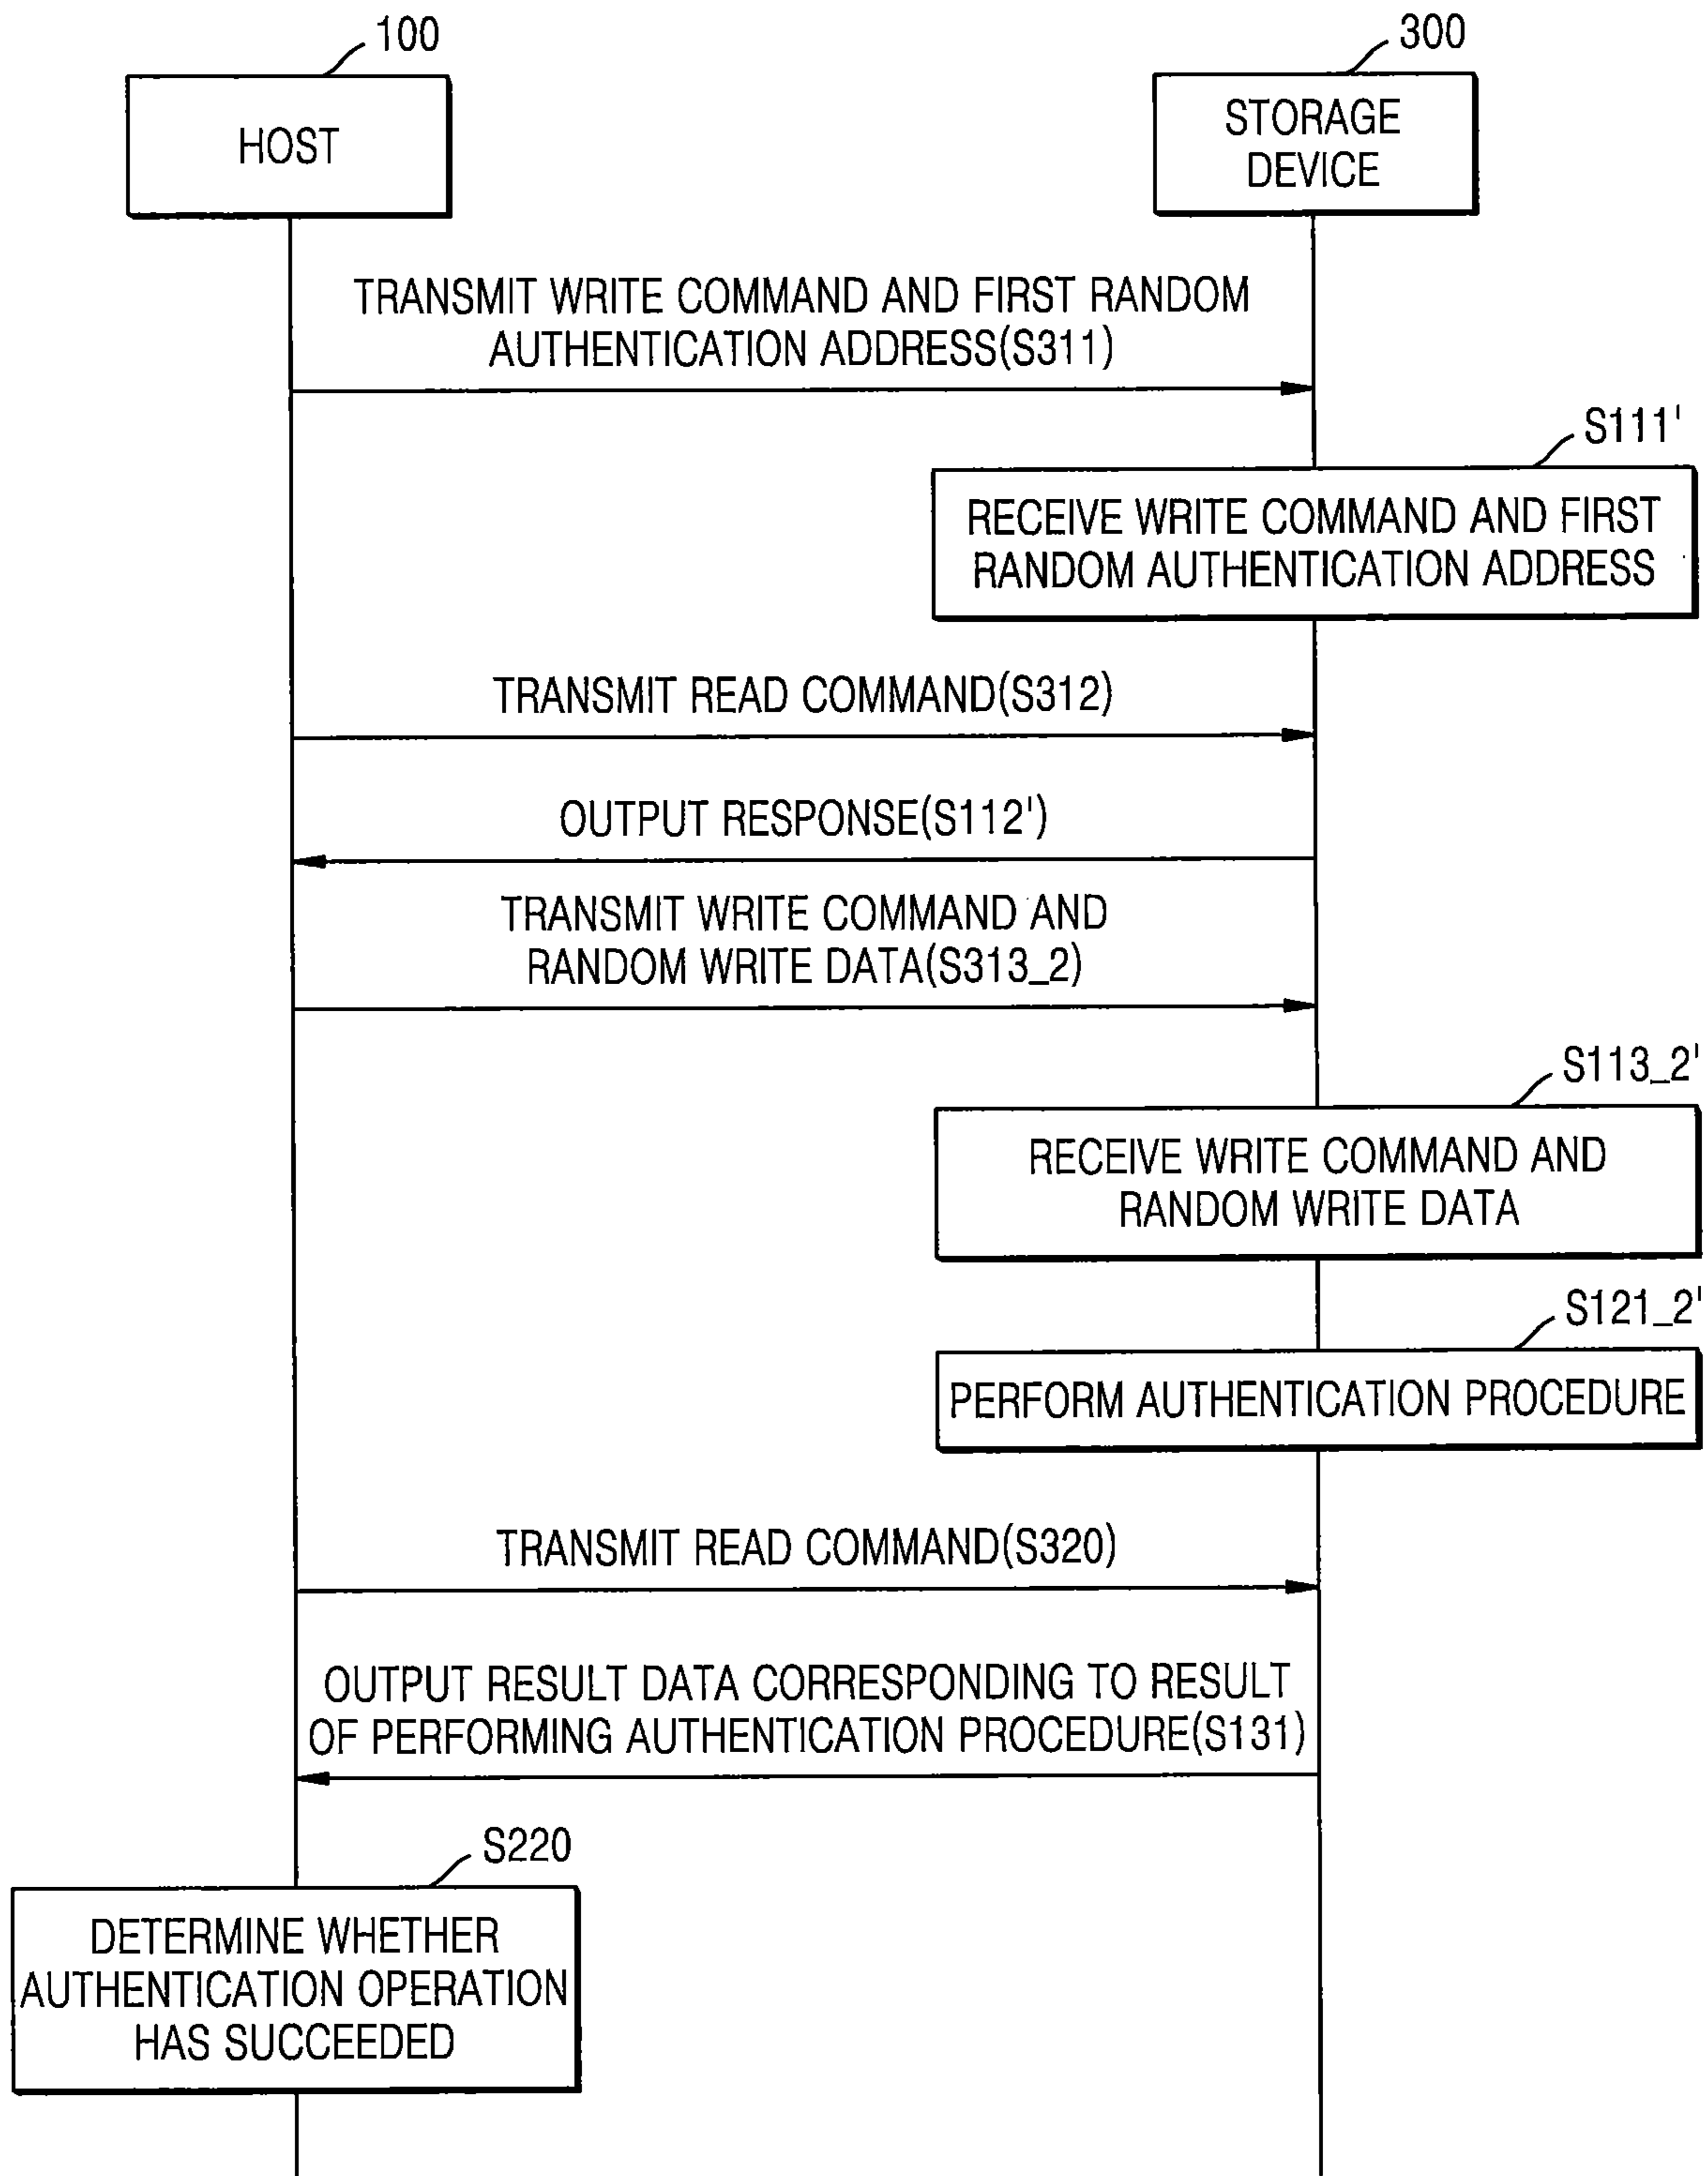 100
300
HOST
STORAGE
DEVICE
TRANSMIT WRITE COMMAND AND FIRST RANDOM
AUTHENTICATION ADDRESS(S311)
S111'
RECEIVE WRITE COMMAND AND FIRST
RANDOM AUTHENTICATION ADDRESS
TRANSMIT READ COMMAND(S312)
OUTPUT RESPONSE(S112')
TRANSMIT WRITE COMMAND AND
RANDOM WRITE DATA(S313_2)
S113_2'
RECEIVE WRITE COMMAND AND
RANDOM WRITE DATA
S121_2'
PERFORM AUTHENTICATION PROCEDURE
TRANSMIT READ COMMAND(S320)
OUTPUT RESULT DATA CORRESPONDING TO RESULT
OF PERFORMING AUTHENTICATION PROCEDURE(S131)
S220
DETERMINE WHETHER
AUTHENTICATION OPERATION
HAS SUCCEEDED